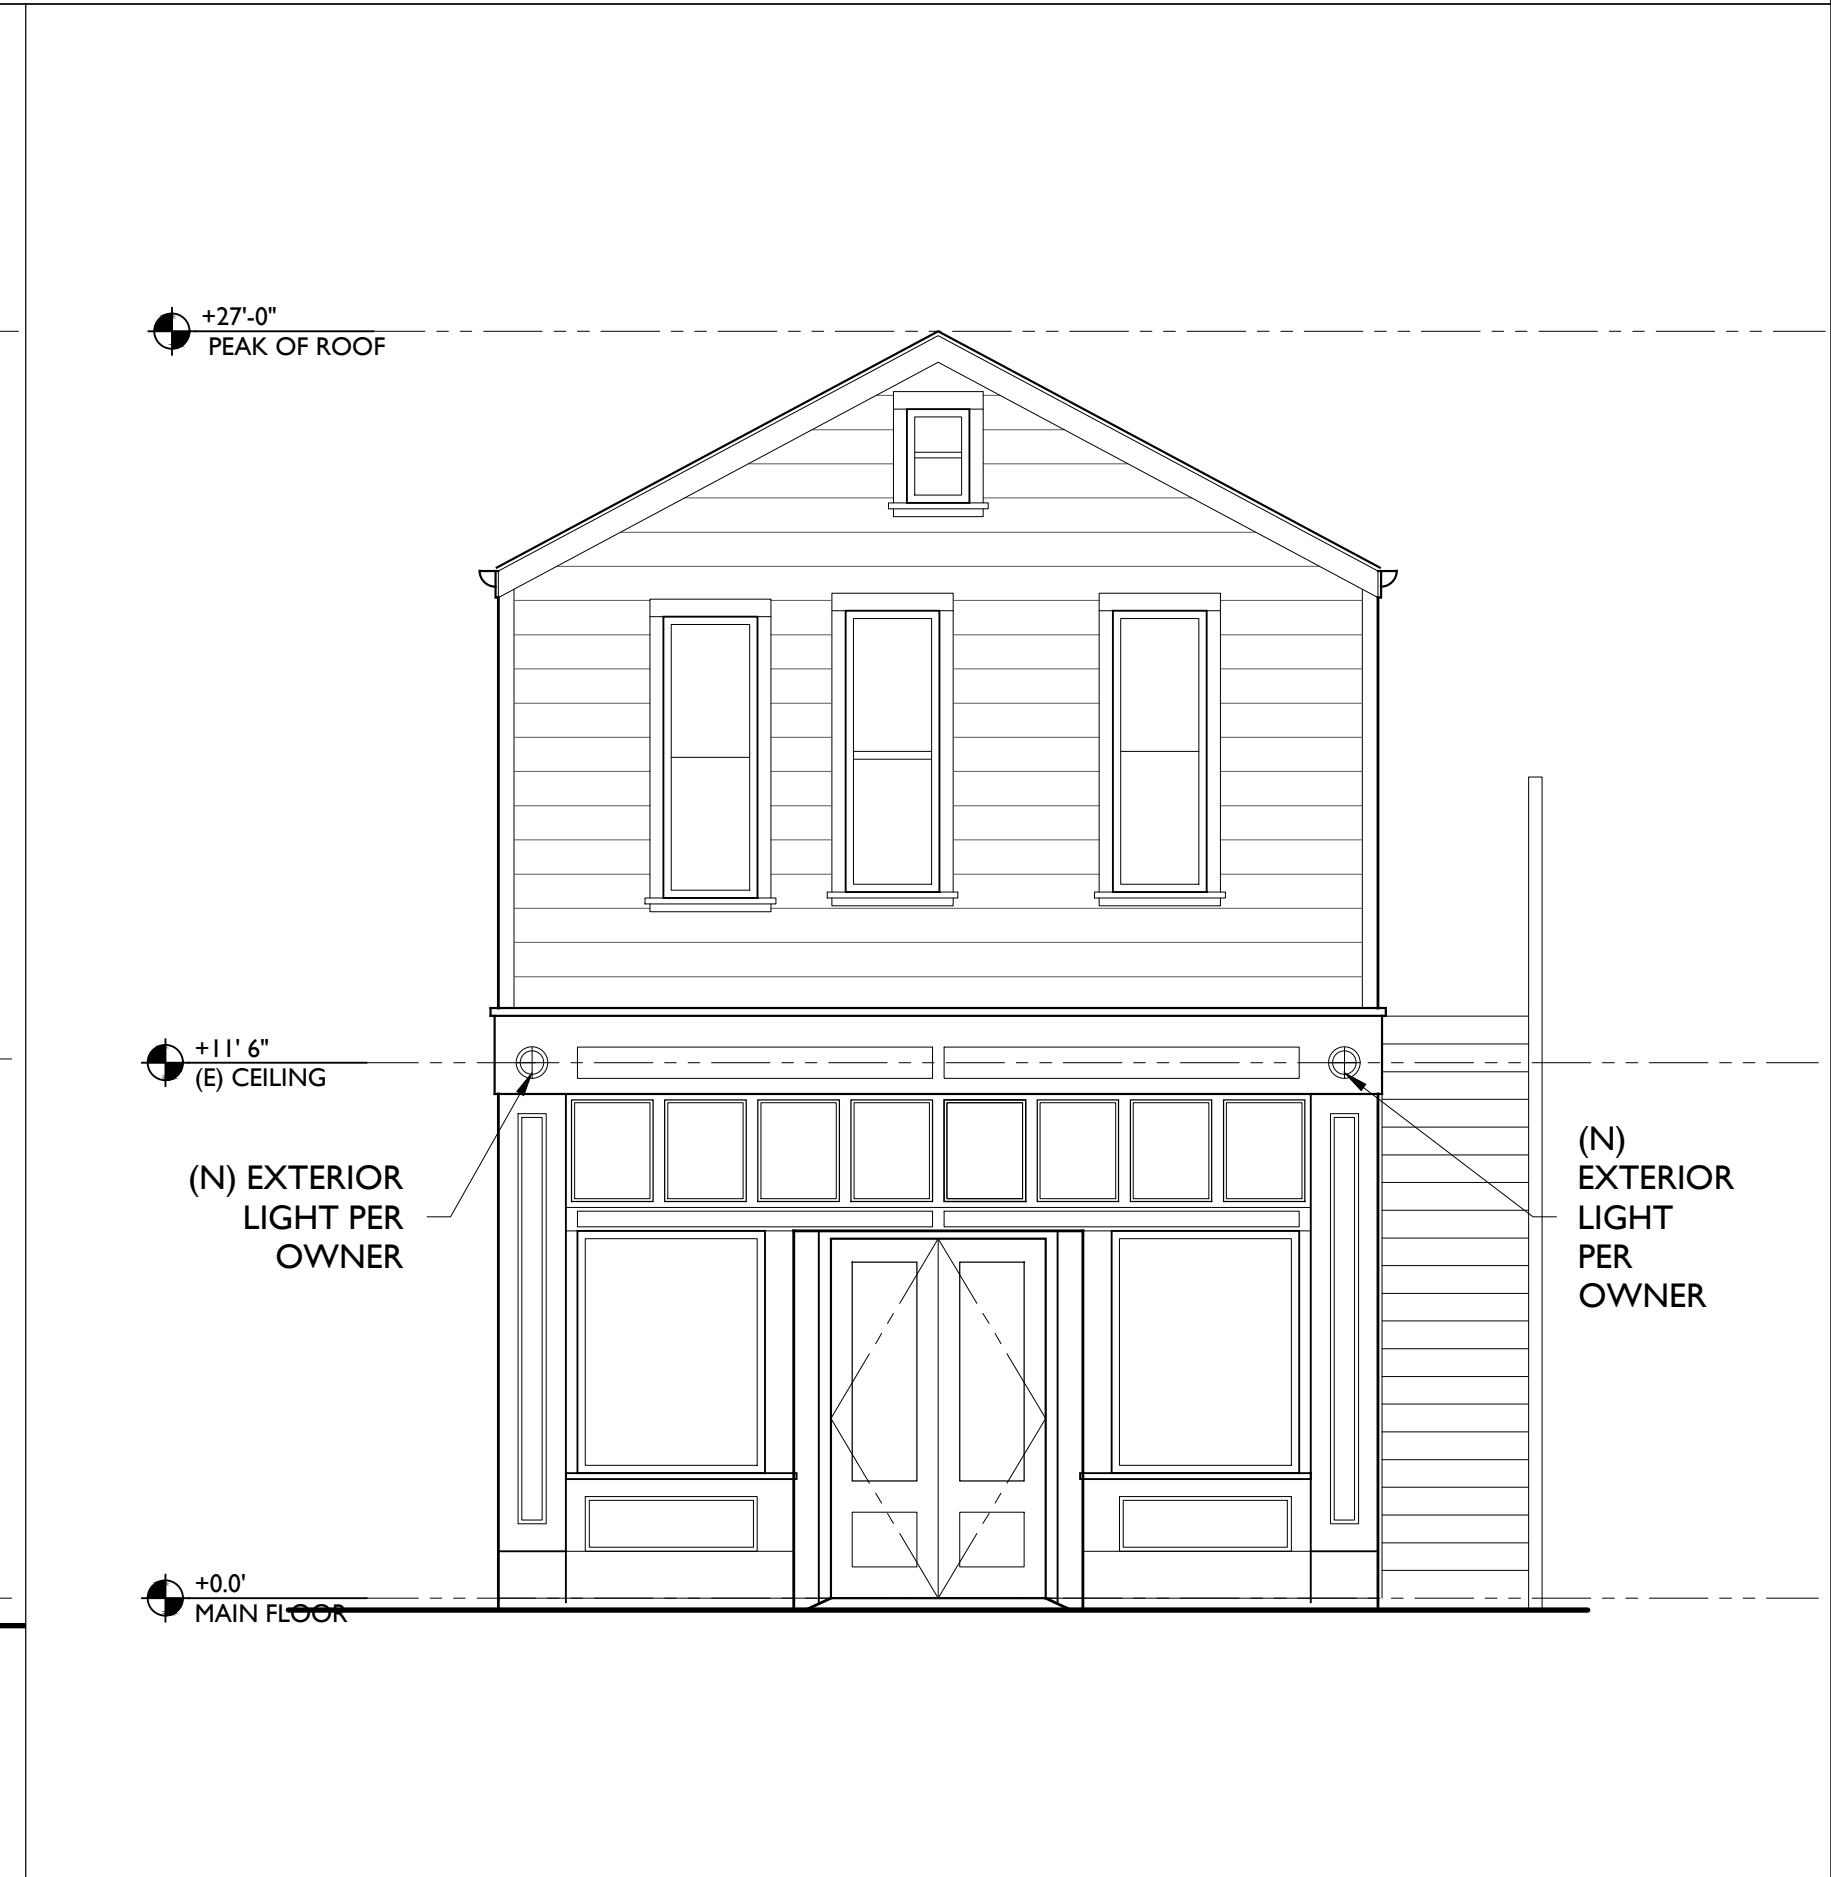 +27'-0"
PEAK OF ROOF
+11' 6"
(E) CEILING
(N) EXTERIOR
LIGHT PER
OWNER
(N)
EXTERIOR
LIGHT
PER
OWNER
+0.0'
MAIN FLOOR